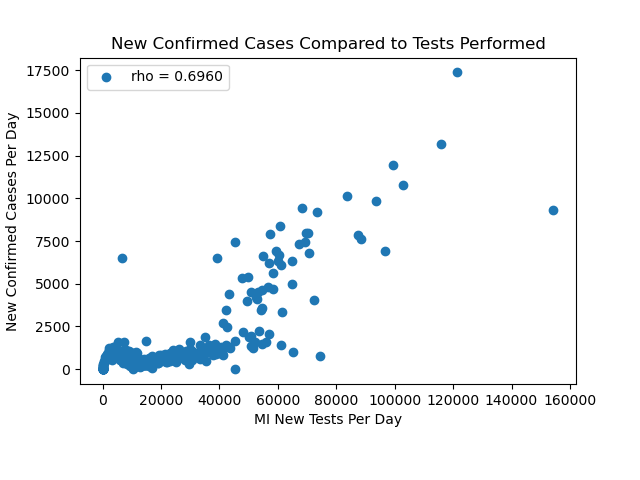 New Confirmed Cases Compared to Tests Performed
rho = 0.6960
17500
15000
12500
10000
7500
5000
2500
0
New Confirmed Caeses Per Day
0 20000 40000 60000 80000 100000 120000 140000 160000
MI New Tests Per Day